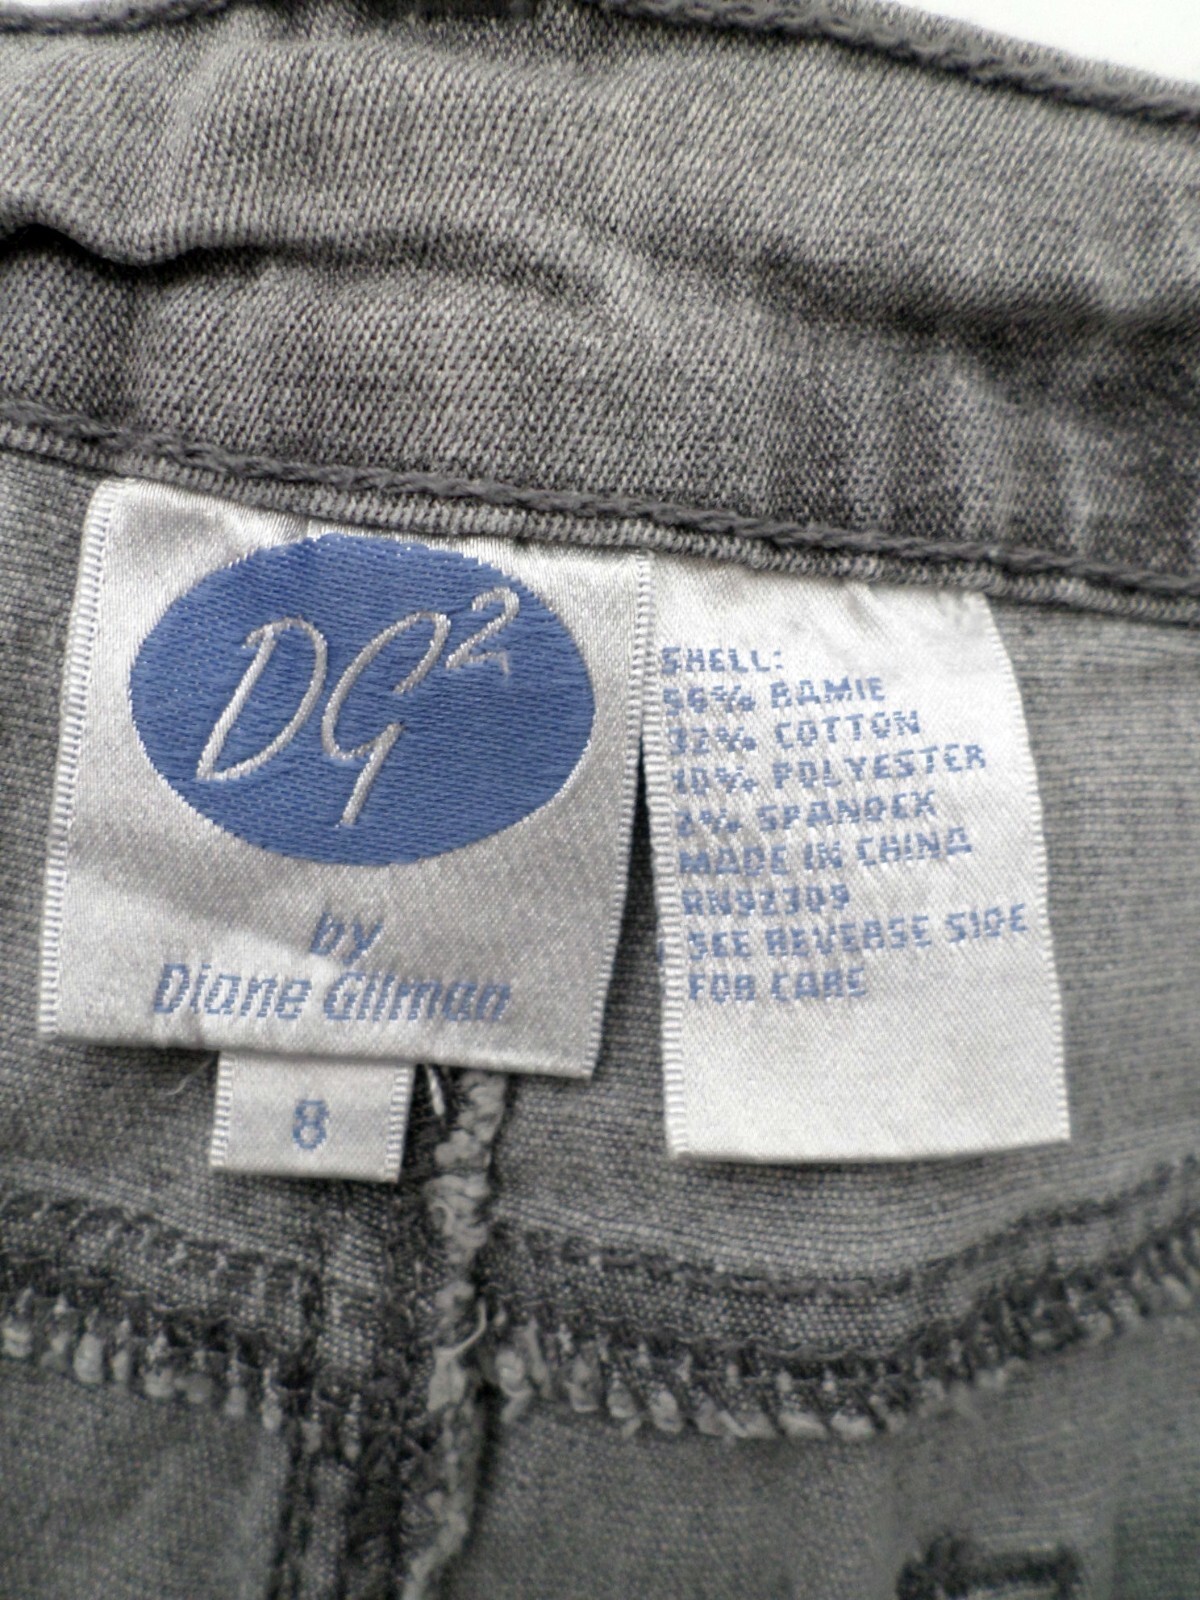 DG2
by
Diane Gilman
8
SHELL:
56% RAMIE
32% COTTON
10% POLYESTER
2% SPANDEX
MADE IN CHINA
RN92309
SEE REVERSE SIDE
FOR CARE